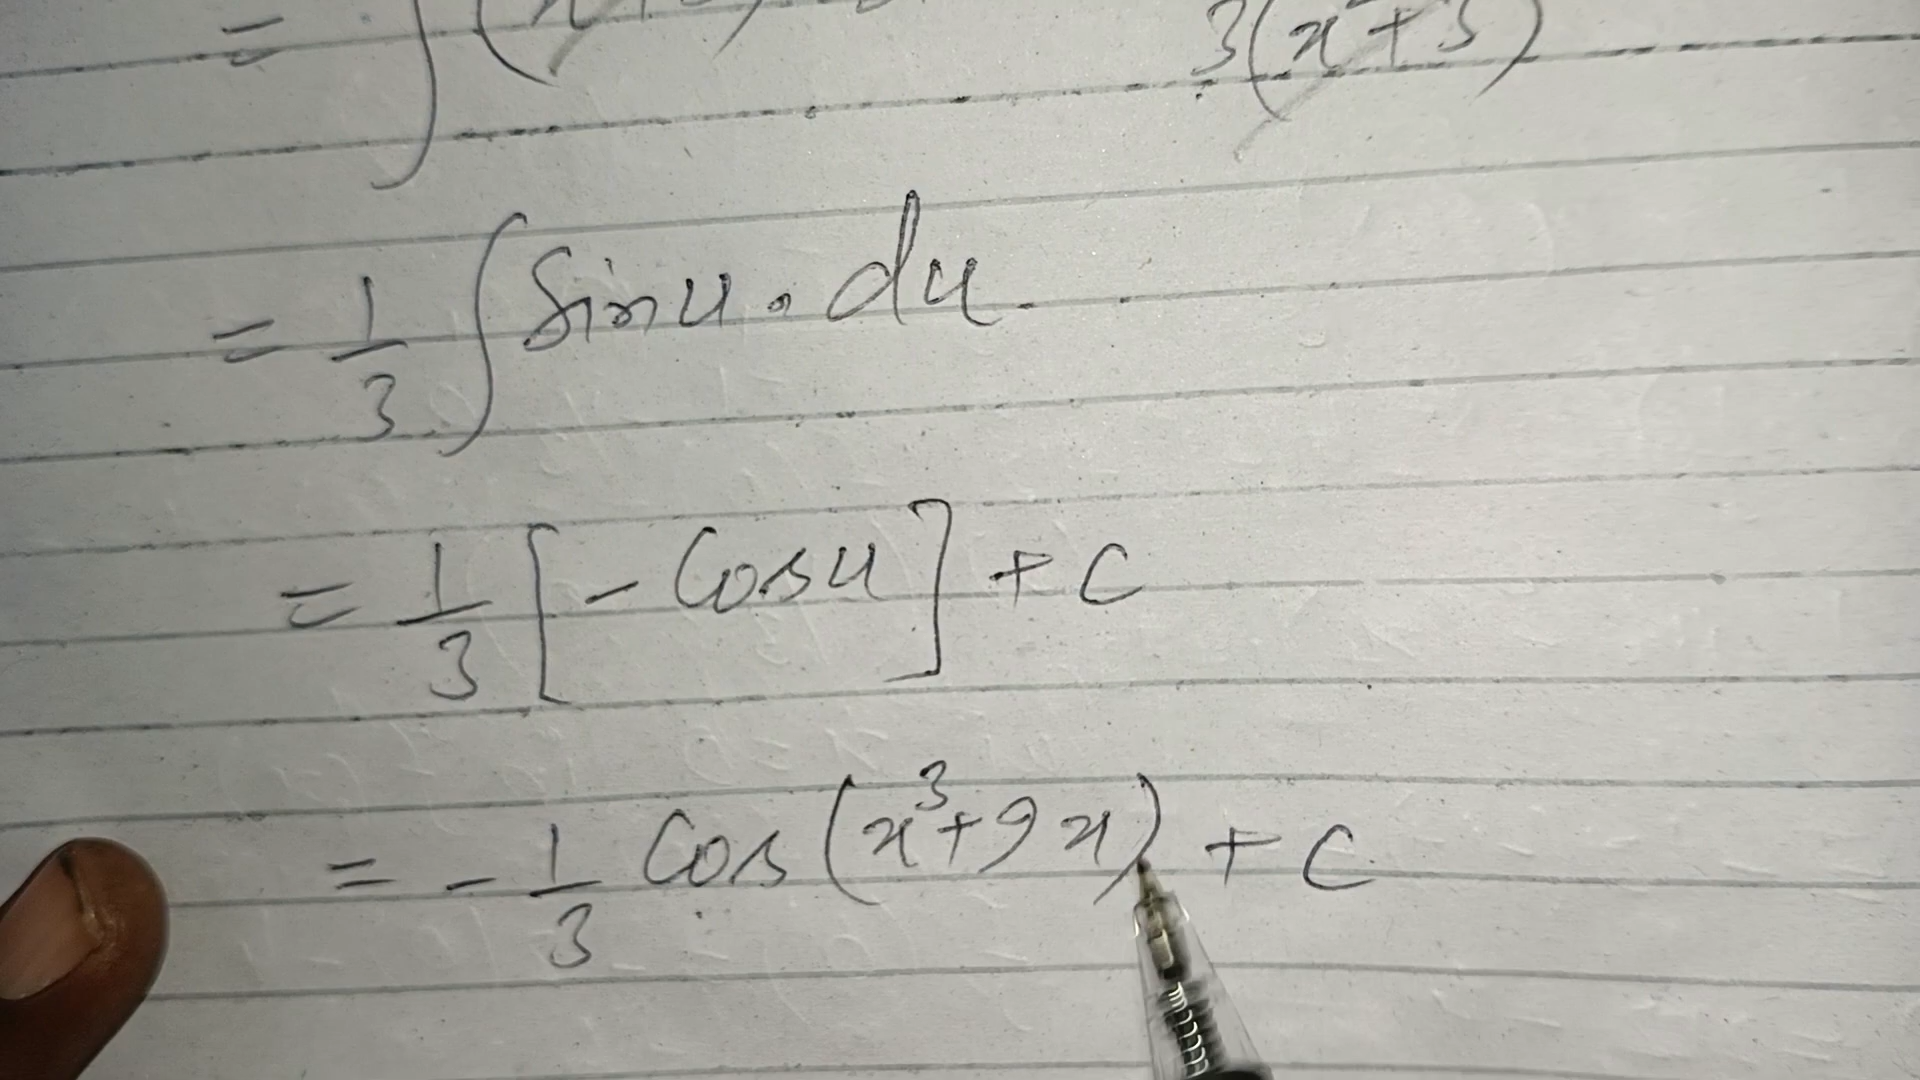 = ∫ (x
3(x²+3)
= 1/3 ∫ Sin u . du.
= 1/3 [- Cos u] + C
= - 1/3 Cos (x³+9x) + C